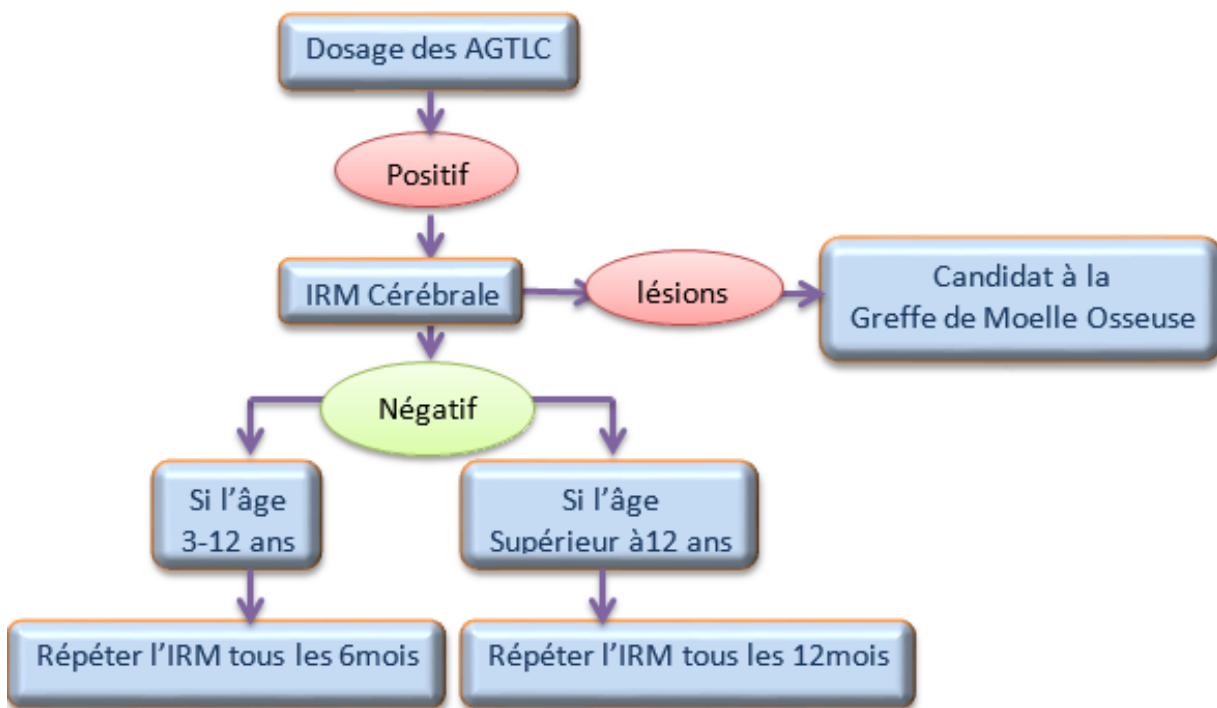 Dosage des AGTLC
Positif
IRM Cérébrale
lésions
Candidat à la
Greffe de Moelle Osseuse
Négatif
Si l'âge
3-12 ans
Si l'âge
Supérieur à12 ans
Répéter l'IRM tous les 6mois
Répéter l'IRM tous les 12mois